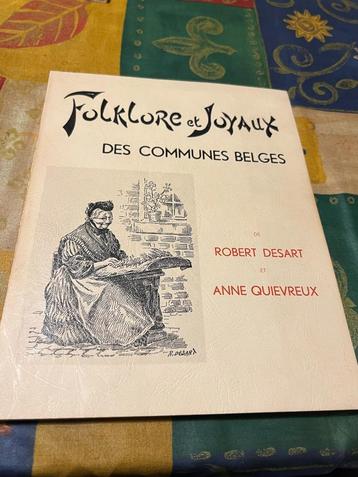 Folklore et Joyaux
DES COMMUNES BELGES
DE
ROBERT DESART
ET
ANNE QUIEVREUX
R. DESART